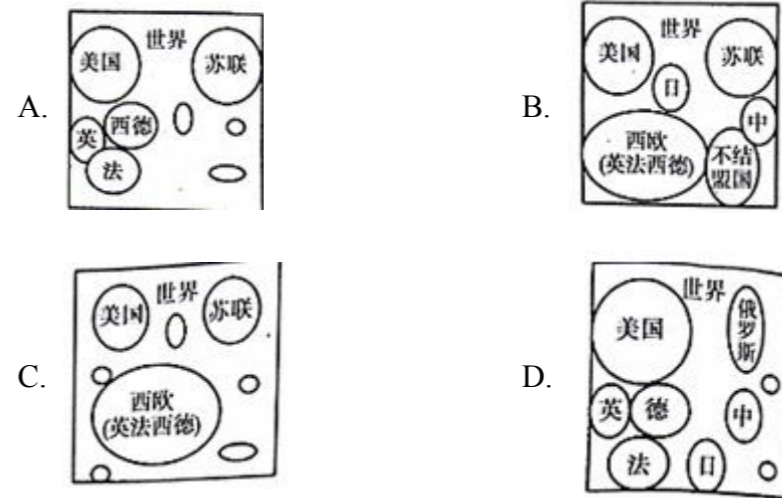 A.
世界
美国
苏联
英
西德
法
B.
世界
美国
苏联
日
中
西欧
(英法西德)
不结
盟国
C.
世界
美国
苏联
西欧
(英法西德)
D.
世界
美国
俄罗斯
英
德
中
法
日